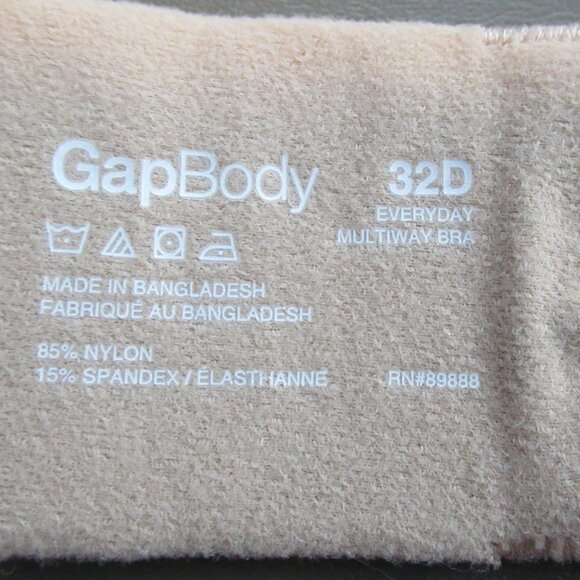 GapBody
32D
EVERYDAY
MULTIWAY BRA
MADE IN BANGLADESH
FABRIQUÉ AU BANGLADESH
85% NYLON
15% SPANDEX / ÉLASTHANNE
RN#89888